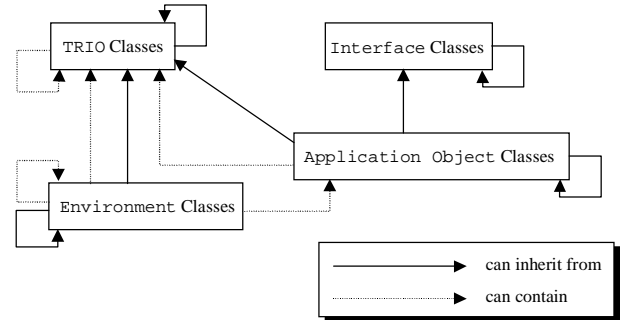 TRIO Classes
Interface Classes
Application Object Classes
Environment Classes
can inherit from
can contain